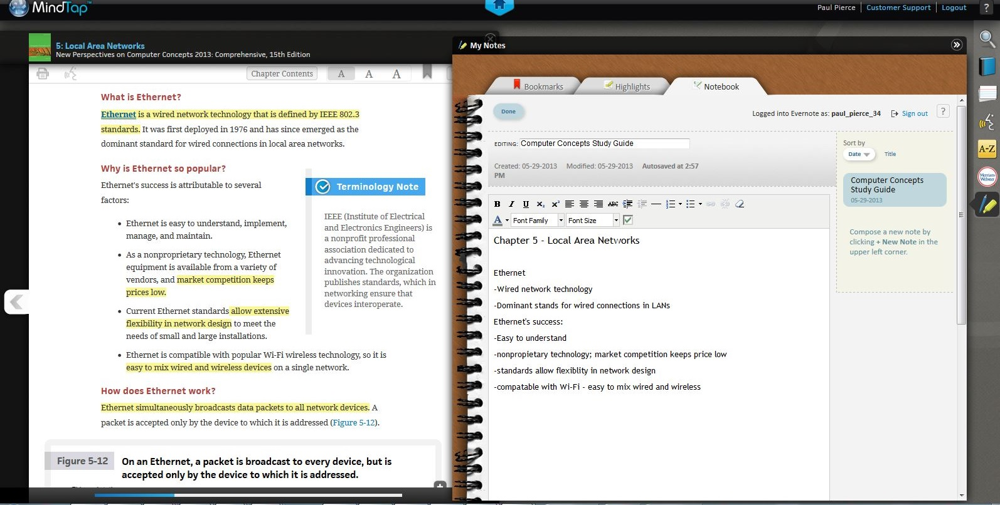 MindTap
Paul Pierce
Customer Support
Logout
?
5: Local Area Networks
New Perspectives on Computer Concepts 2013: Comprehensive, 15th Edition
Chapter Contents
A
A
A
What is Ethernet?
Ethernet is a wired network technology that is defined by IEEE 802.3
standards. It was first deployed in 1976 and has since emerged as the
dominant standard for wired connections in local area networks.
Why is Ethernet so popular?
Ethernet's success is attributable to several
factors:
• Ethernet is easy to understand, implement,
manage, and maintain.
• As a nonproprietary technology, Ethernet
equipment is available from a variety of
vendors, and market competition keeps
prices low.
• Current Ethernet standards allow extensive
flexibility in network design to meet the
needs of small and large installations.
• Ethernet is compatible with popular Wi-Fi wireless technology, so it is
easy to mix wired and wireless devices on a single network.
Terminology Note
IEEE (Institute of Electrical
and Electronics Engineers) is
a nonprofit professional
association dedicated to
advancing technological
innovation. The organization
publishes standards, which in
networking ensure that
devices interoperate.
How does Ethernet work?
Ethernet simultaneously broadcasts data packets to all network devices. A
packet is accepted only by the device to which it is addressed (Figure 5-12).
Figure 5-12
On an Ethernet, a packet is broadcast to every device, but is
accepted only by the device to which it is addressed.
My Notes
Bookmarks
Highlights
Notebook
Done
Logged into Evernote as: paul_pierce_34
Sign out
?
EDITING: Computer Concepts Study Guide
Created: 05-29-2013 Modified: 05-29-2013 Autosaved at 2:57
PM
B I U X₂ X² ABC
A Font Family Font Size
Chapter 5 - Local Area Networks
Ethernet
-Wired network technology
-Dominant stands for wired connections in LANs
Ethernet's success:
-Easy to understand
-nonpropietary technology; market competition keeps price low
-standards allow flexiblity in network design
-compatable with Wi-Fi - easy to mix wired and wireless
Sort by
Date
Title
Computer Concepts
Study Guide
05-29-2013
Compose a new note by
clicking + New Note in the
upper left corner.
A-Z
Merriam
Webster